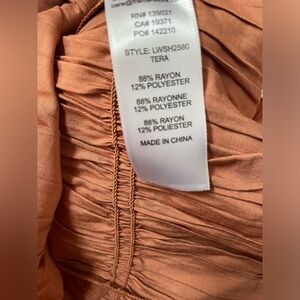 RN# 139021
CA# 19371
PO# 142210
STYLE: LWSH2580
TERA
88% RAYON
12% POLYESTER
88% RAYONNE
12% POLYESTER
88% RAYON
12% POLIESTER
MADE IN CHINA